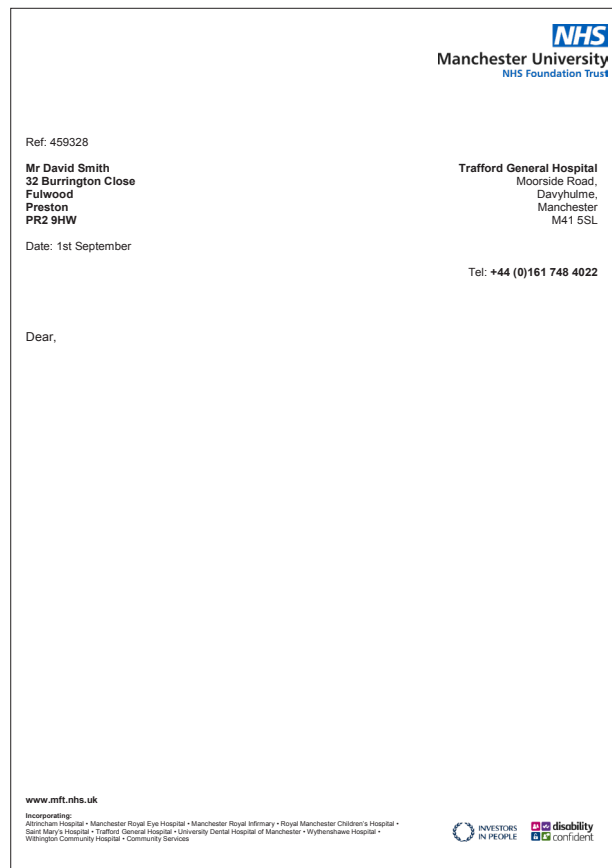 NHS
Manchester University
NHS Foundation Trust
Ref: 459328
Mr David Smith
32 Burrington Close
Fulwood
Preston
PR2 9HW
Trafford General Hospital
Moorside Road,
Davyhulme,
Manchester
M41 5SL
Date: 1st September
Tel: +44 (0)161 748 4022
Dear,
www.mft.nhs.uk
Incorporating:
Altrincham Hospital • Manchester Royal Eye Hospital • Manchester Royal Infirmary • Royal Manchester Children's Hospital •
Saint Mary's Hospital • Trafford General Hospital • University Dental Hospital of Manchester • Wythenshawe Hospital •
Withington Community Hospital • Community Services
INVESTORS
IN PEOPLE
disability
confident